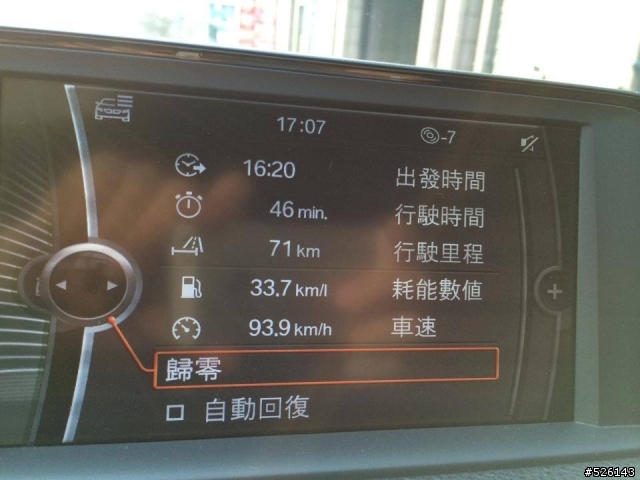 17:07 -7
16:20 出發時間
46 min. 行駛時間
71 km 行駛里程
33.7 km/l 耗能數值
93.9 km/h 車速
歸零
自動回復
#526143